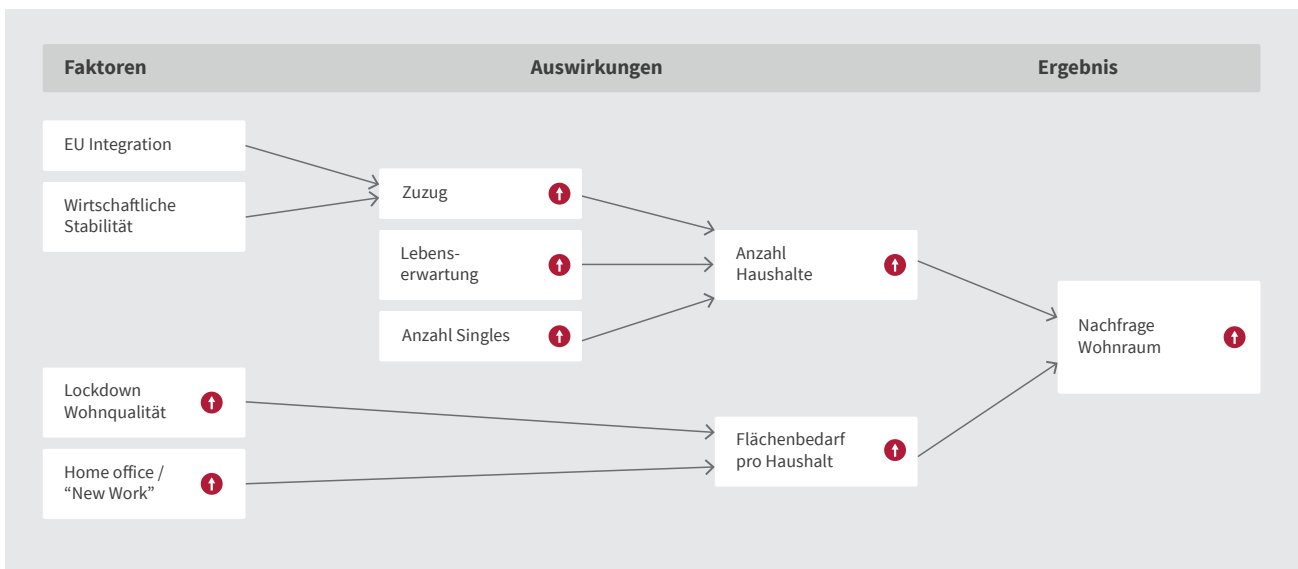 Faktoren Auswirkungen Ergebnis
EU Integration
Wirtschaftliche
Stabilität
Zuzug
Lebens-
erwartung
Anzahl Singles
Anzahl
Haushalte
Nachfrage
Wohnraum
Lockdown
Wohnqualität
Home office /
“New Work”
Flächenbedarf
pro Haushalt